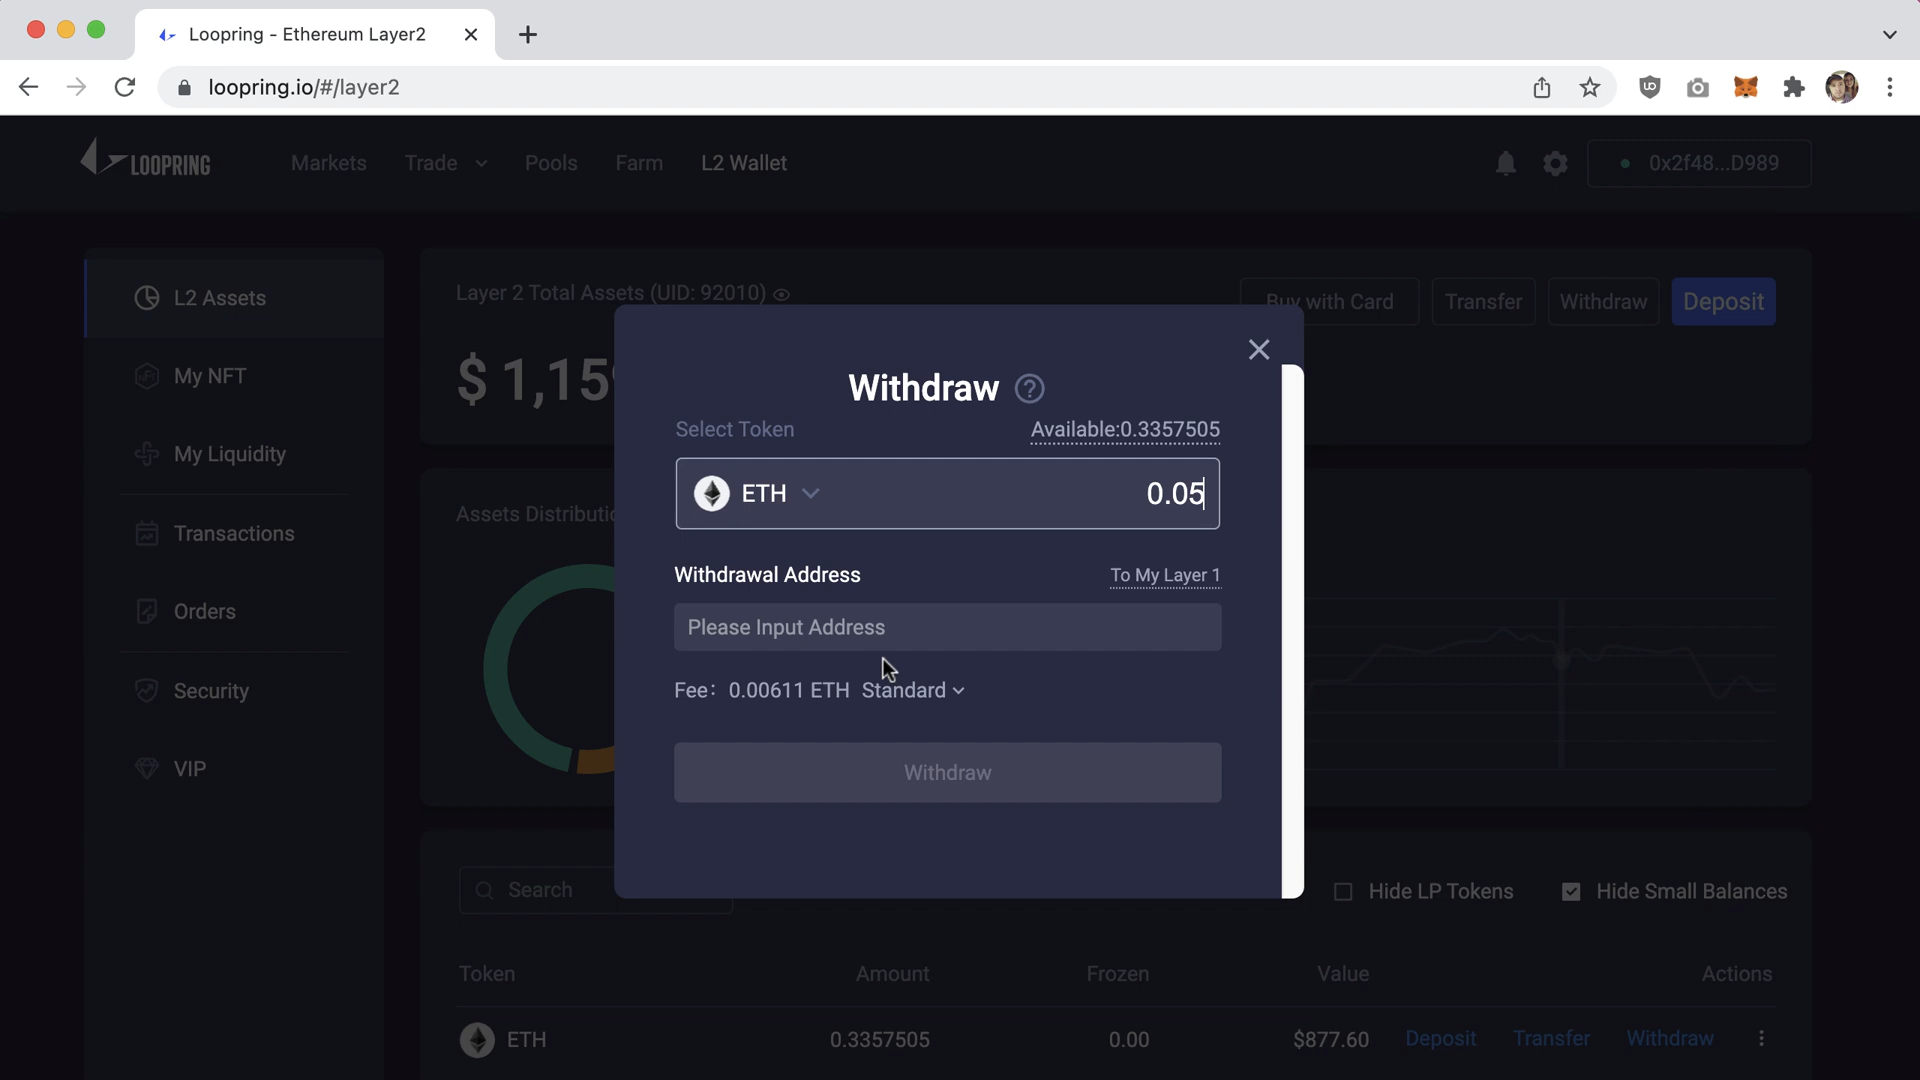 Loopring - Ethereum Layer2
loopring.io/#/layer2
LOOPRING
Markets
Trade
Pools
Farm
L2 Wallet
0x2f48...D989
L2 Assets
My NFT
My Liquidity
Transactions
Orders
Security
VIP
Layer 2 Total Assets (UID: 92010)
Buy with Card
Transfer
Withdraw
Deposit
$ 1,15
Assets Distributio
Withdraw
Select Token
Available:0.3357505
ETH
0.05
Withdrawal Address
To My Layer 1
Please Input Address
Fee: 0.00611 ETH Standard
Withdraw
Search
Hide LP Tokens
Hide Small Balances
Token Amount Frozen Value Actions
ETH 0.3357505 0.00 $877.60 Deposit Transfer Withdraw